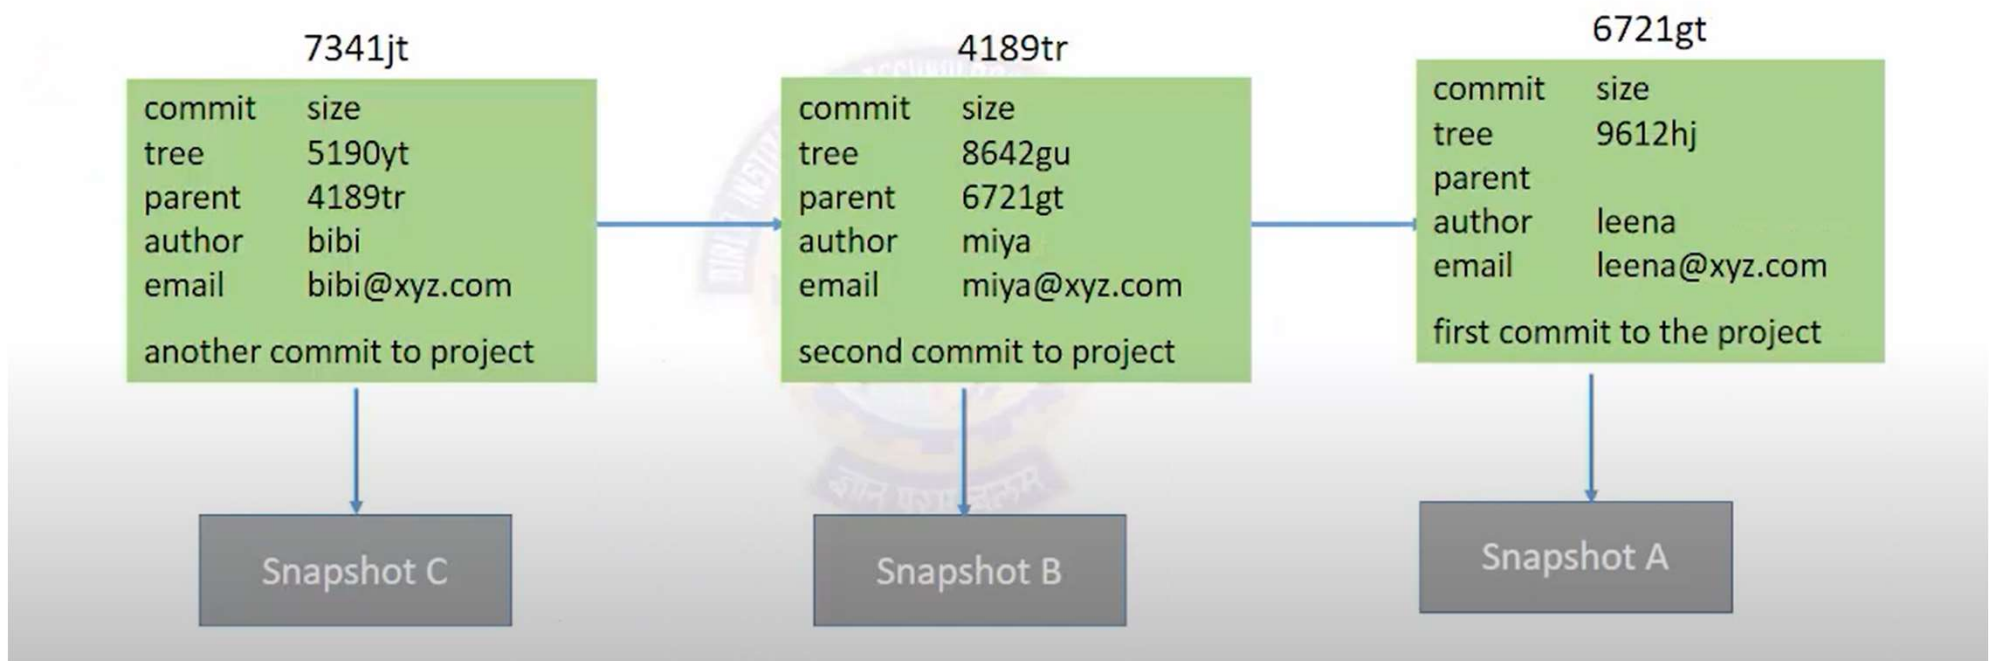 7341jt
commit size
tree 5190yt
parent 4189tr
author bibi
email bibi@xyz.com
another commit to project
Snapshot C
4189tr
commit size
tree 8642gu
parent 6721gt
author miya
email miya@xyz.com
second commit to project
Snapshot B
6721gt
commit size
tree 9612hj
parent
author leena
email leena@xyz.com
first commit to the project
Snapshot A